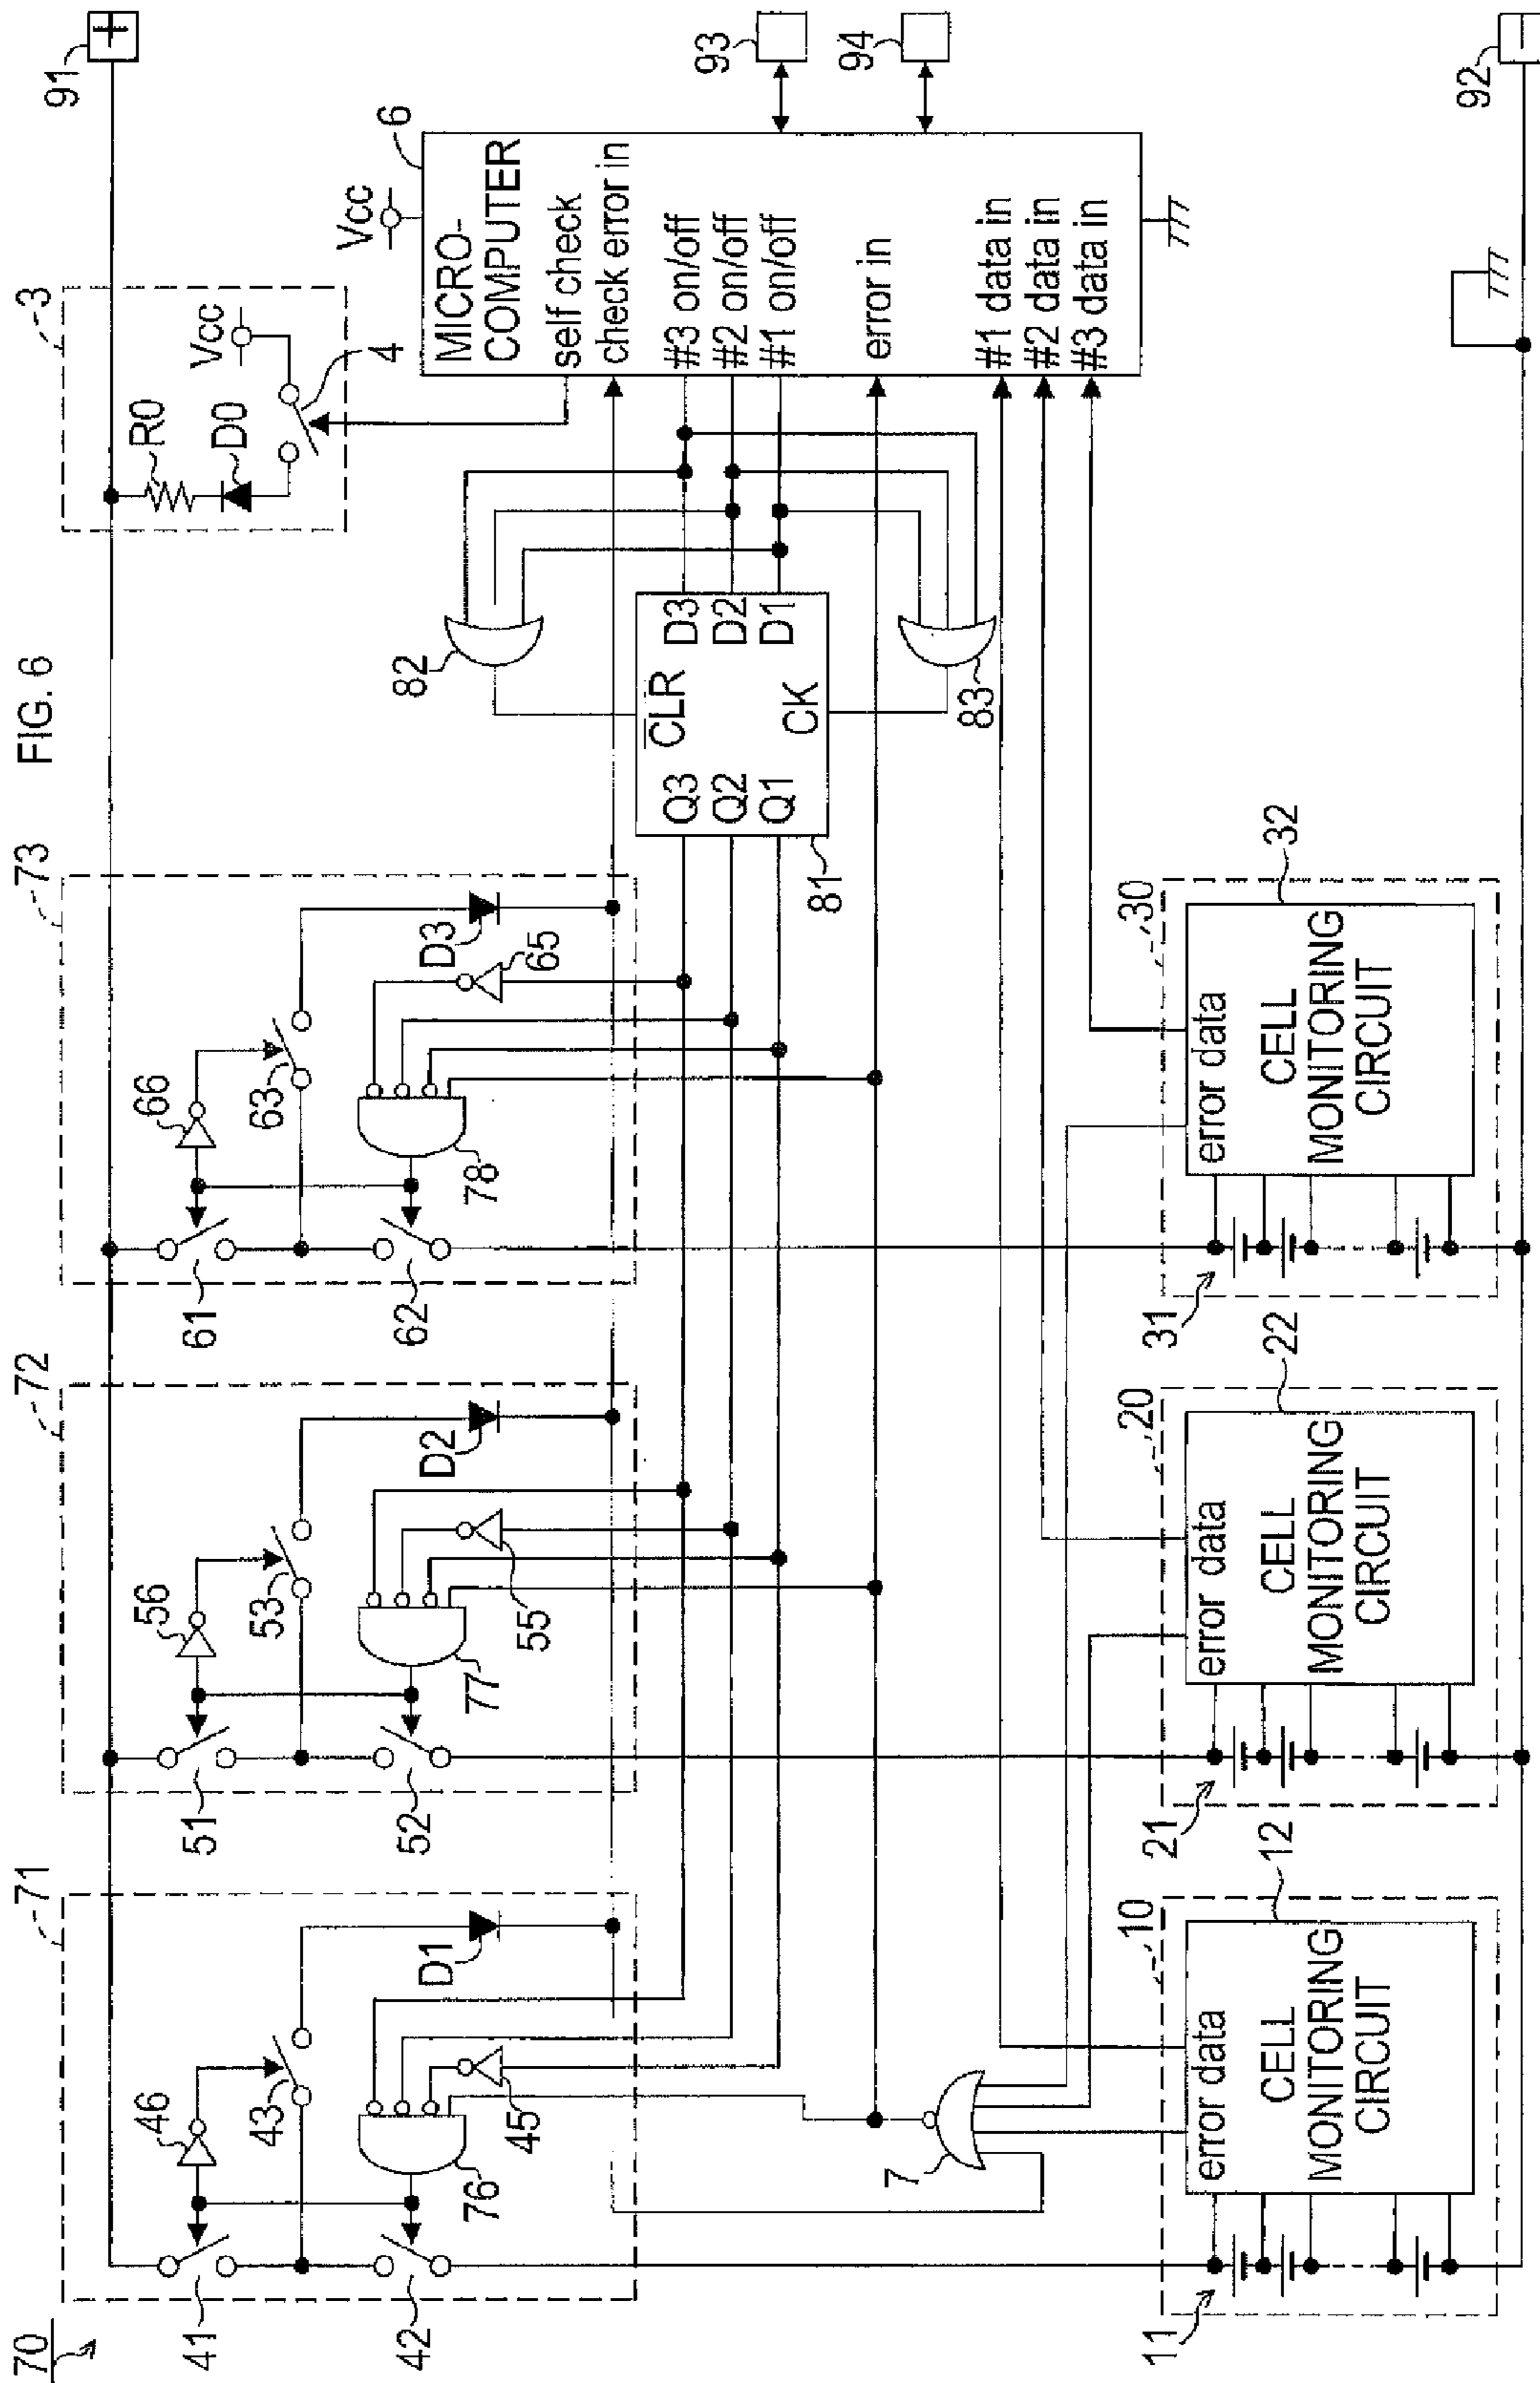 FIG. 6
70
71
72
73
3
91
+
41
46
43
D1
42
76
45
51
56
53
D2
52
77
55
61
66
63
D3
62
78
65
R0
D0
Vcc
4
Vcc
6
MICRO-
COMPUTER
self check
check error in
#3 on/off
#2 on/off
#1 on/off
error in
#1 data in
#2 data in
#3 data in
93
94
82
CLR
Q3
D3
Q2
D2
Q1
D1
CK
81
83
7
10
error data
CELL
MONITORING
CIRCUIT
12
11
20
error data
CELL
MONITORING
CIRCUIT
22
21
30
error data
CELL
MONITORING
CIRCUIT
32
31
92
−